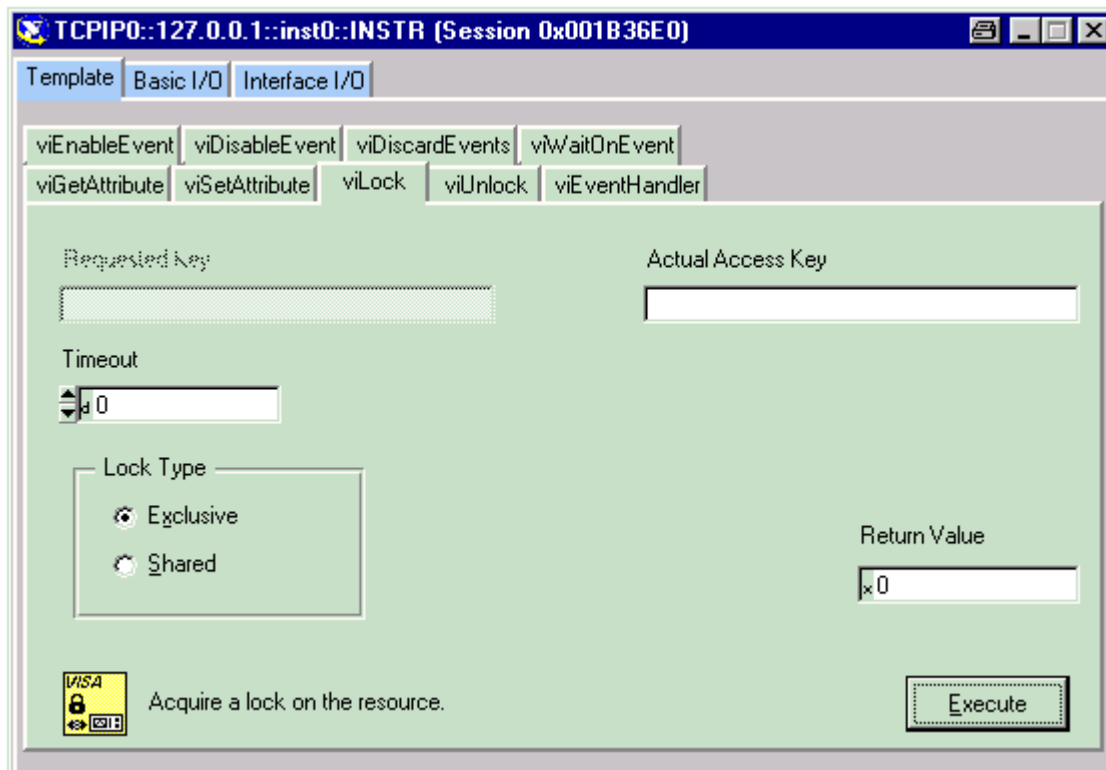 TCPIP0::127.0.0.1::inst0::INSTR (Session 0x001B36E0)
Template Basic I/O Interface I/O
viEnableEvent viDisableEvent viDiscardEvents viWaitOnEvent
viGetAttribute viSetAttribute viLock viUnlock viEventHandler
Requested Key Actual Access Key
Timeout
d 0
Lock Type
Exclusive
Shared
Return Value
x 0
VISA
Acquire a lock on the resource.
Execute